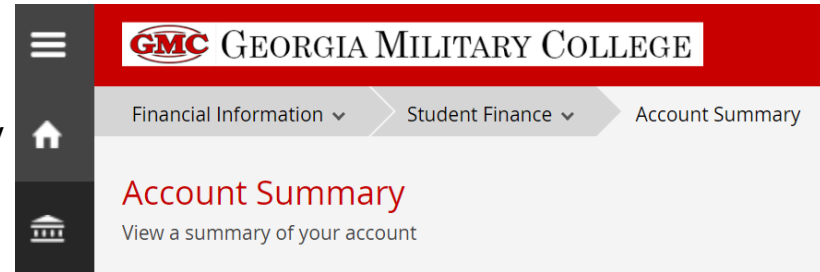 GMC GEORGIA MILITARY COLLEGE
Financial Information Student Finance Account Summary
Account Summary
View a summary of your account